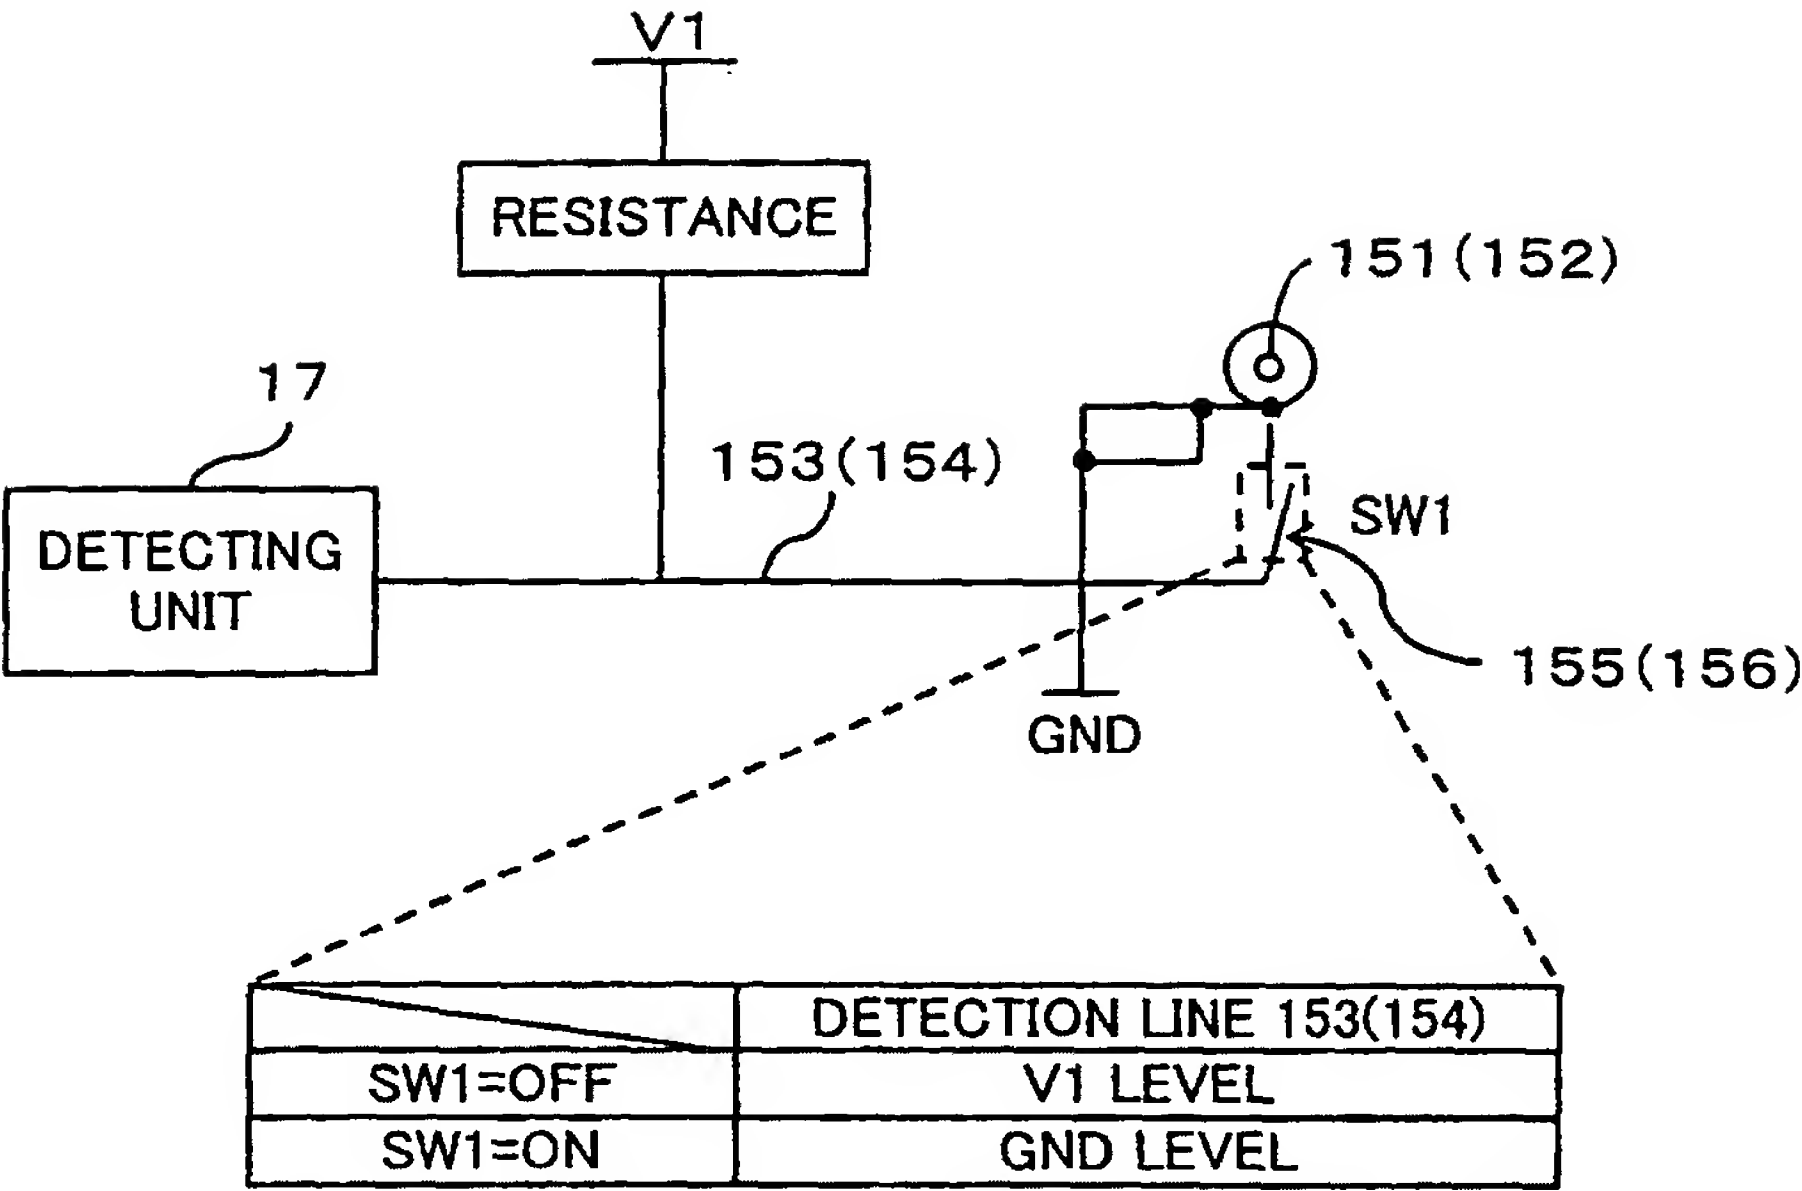 V1
RESISTANCE
151(152)
17
153(154)
DETECTING
UNIT
SW1
155(156)
GND
DETECTION LINE 153(154)
SW1=OFF V1 LEVEL
SW1=ON GND LEVEL